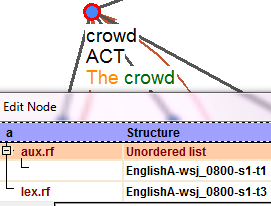 crowd
ACT
The crowd
Edit Node
a Structure
aux.rf Unordered list
EnglishA-wsj_0800-s1-t1
lex.rf EnglishA-wsj_0800-s1-t3